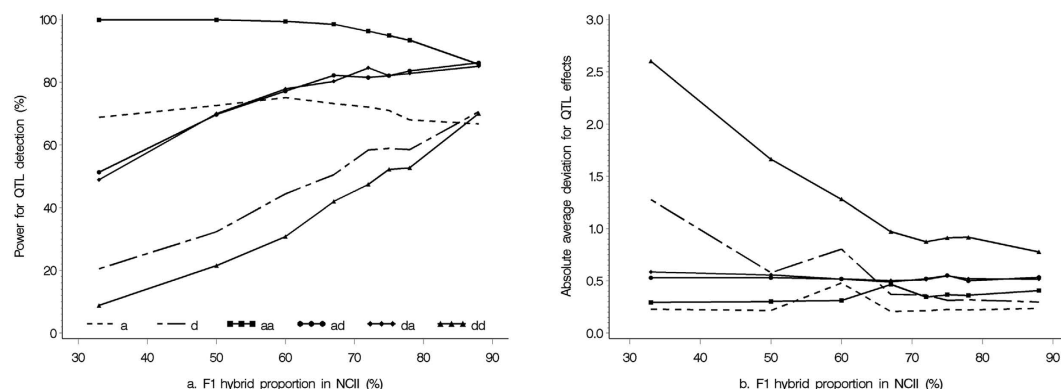 100
80
60
40
20
0
Power for QTL detection (%)
a d aa ad da dd
30 40 50 60 70 80 90
a. F1 hybrid proportion in NCII (%)
3.0
2.5
2.0
1.5
1.0
0.5
0.0
Absolute average deviation for QTL effects
30 40 50 60 70 80 90
b. F1 hybrid proportion in NCII (%)